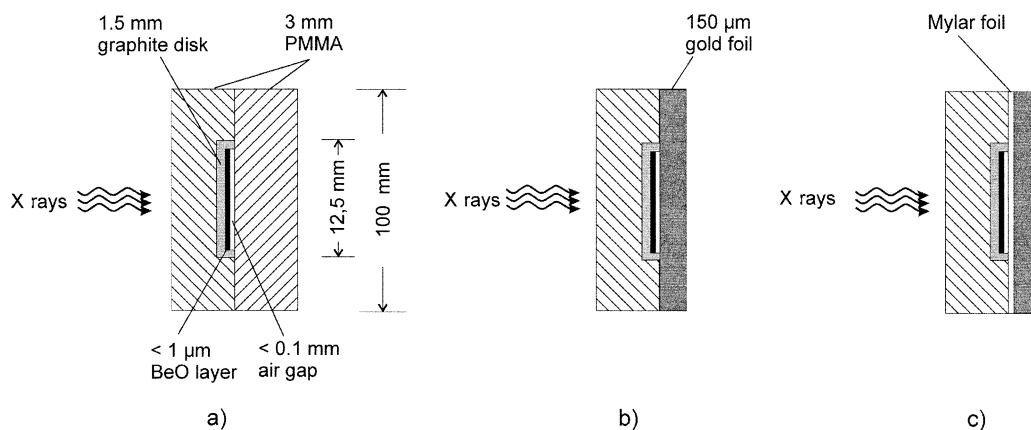 1.5 mm
graphite disk
3 mm
PMMA
X rays
12,5 mm
100 mm
< 1 µm
BeO layer
< 0.1 mm
air gap
a)
150 µm
gold foil
X rays
b)
Mylar foil
X rays
c)